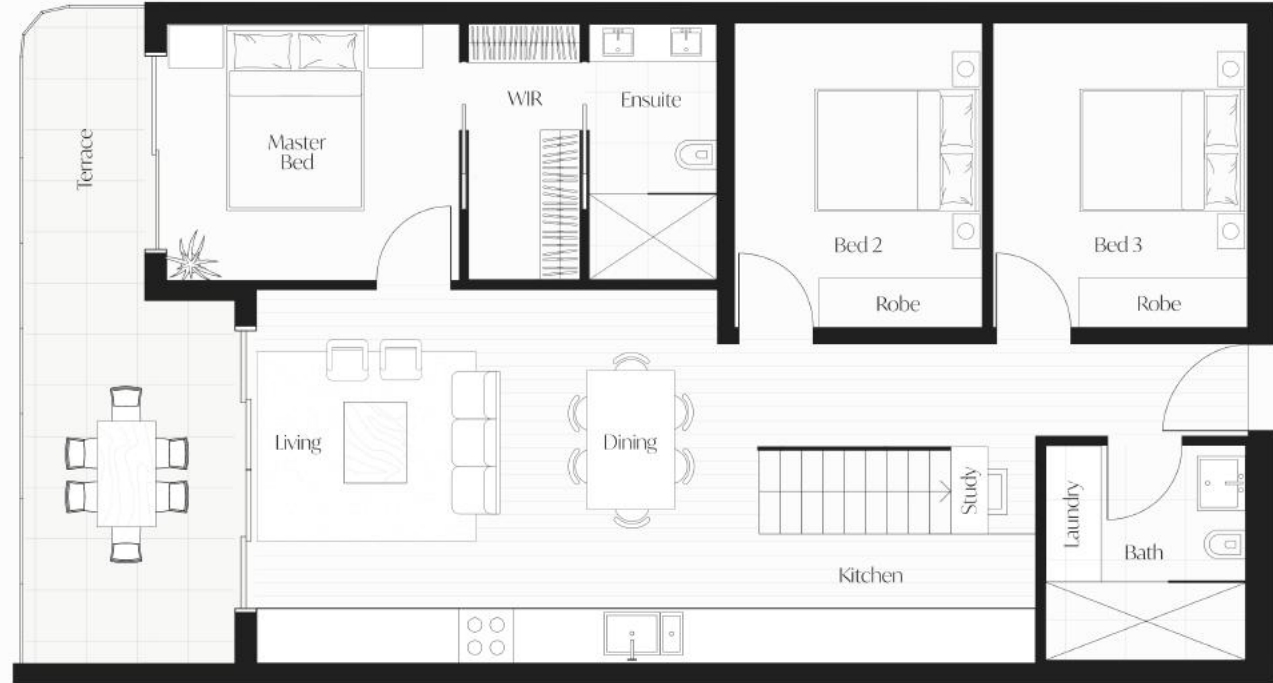 Terrace
Master
Bed
WIR
Ensuite
Bed 2
Robe
Bed 3
Robe
Living
Dining
Study
Kitchen
Laundry
Bath